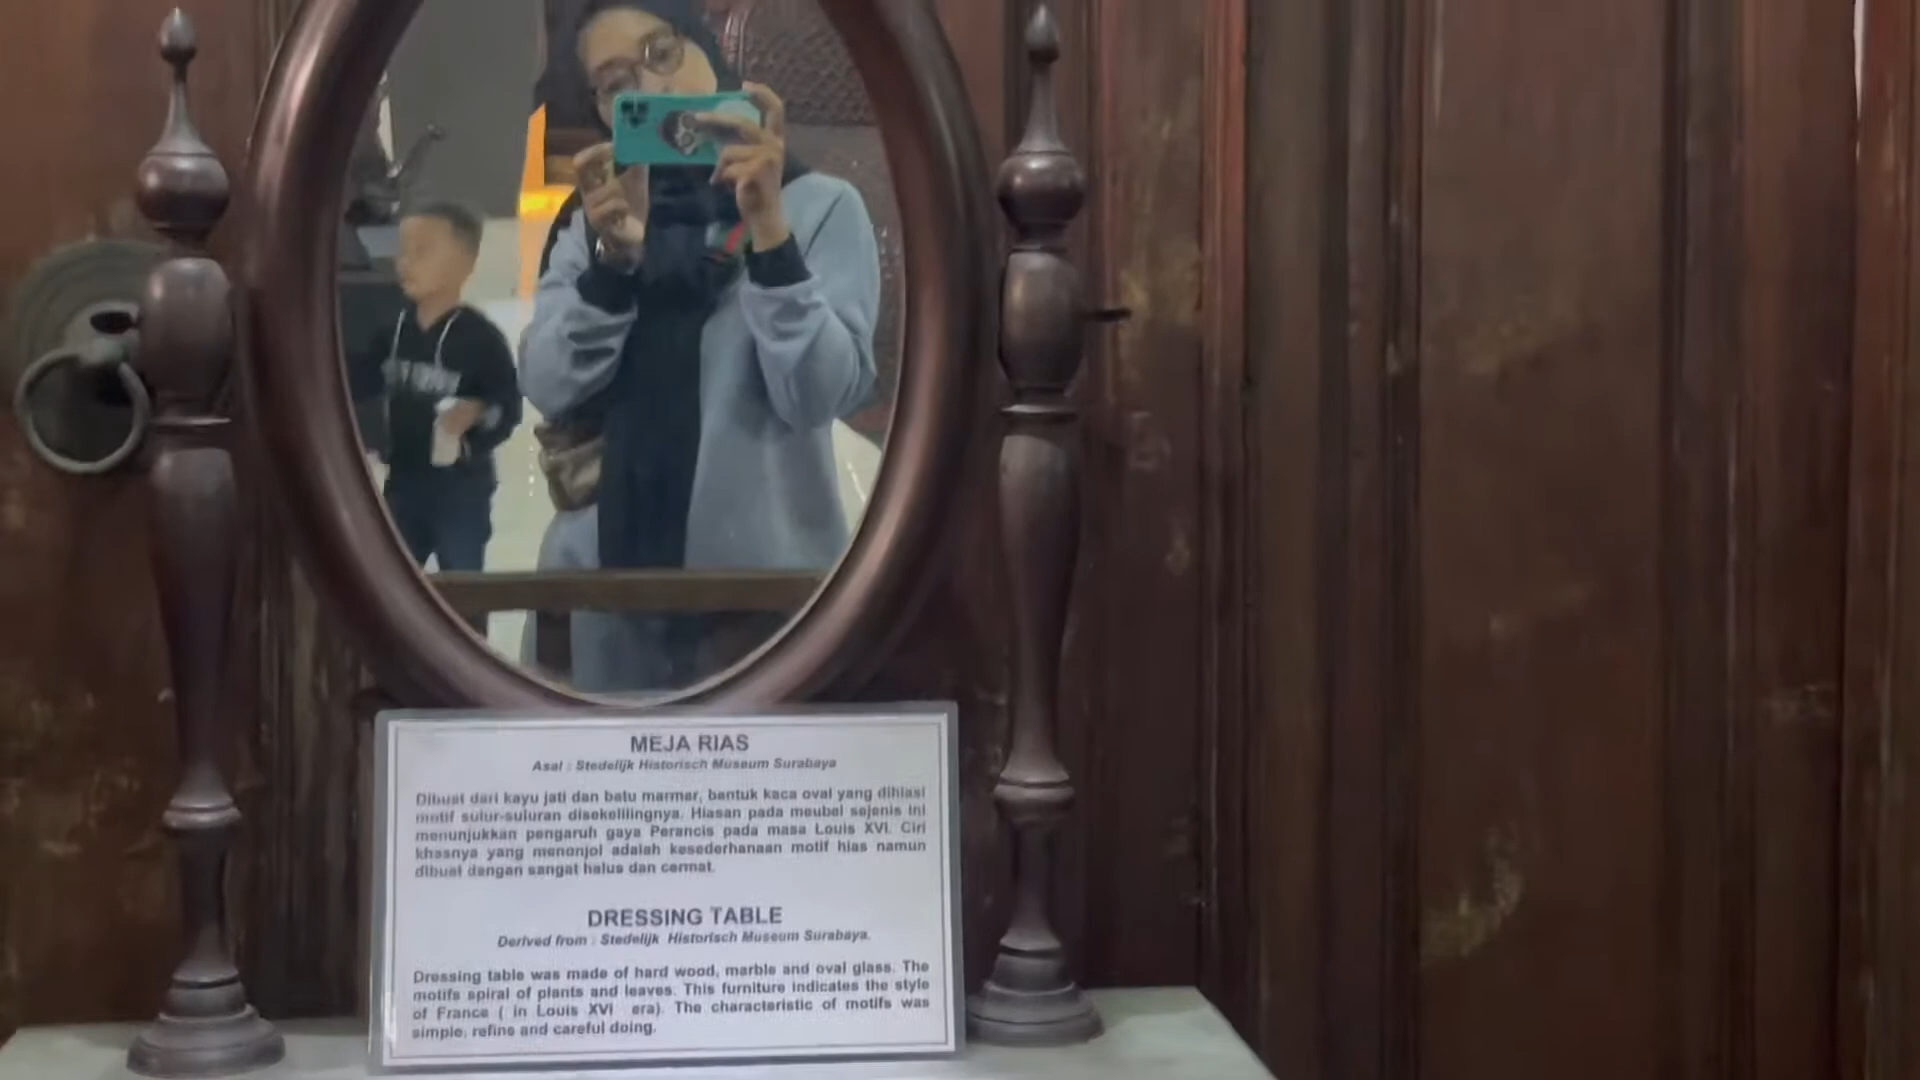 MEJA RIAS
Asal : Stedelijk Historisch Museum Surabaya
Dibuat dari kayu jati dan batu marmar, bentuk kaca oval yang dihiasi
motif sulur-suluran disekelilingnya. Hiasan pada meubel sejenis ini
menunjukkan pengaruh gaya Perancis pada masa Louis XVI. Ciri
khasnya yang menonjol adalah kesederhanaan motif hias namun
dibuat dengan sangat halus dan cermat.
DRESSING TABLE
Derived from : Stedelijk Historisch Museum Surabaya.
Dressing table was made of hard wood, marble and oval glass. The
motifs spiral of plants and leaves. This furniture indicates the style
of France ( in Louis XVI era). The characteristic of motifs was
simple, refine and careful doing.